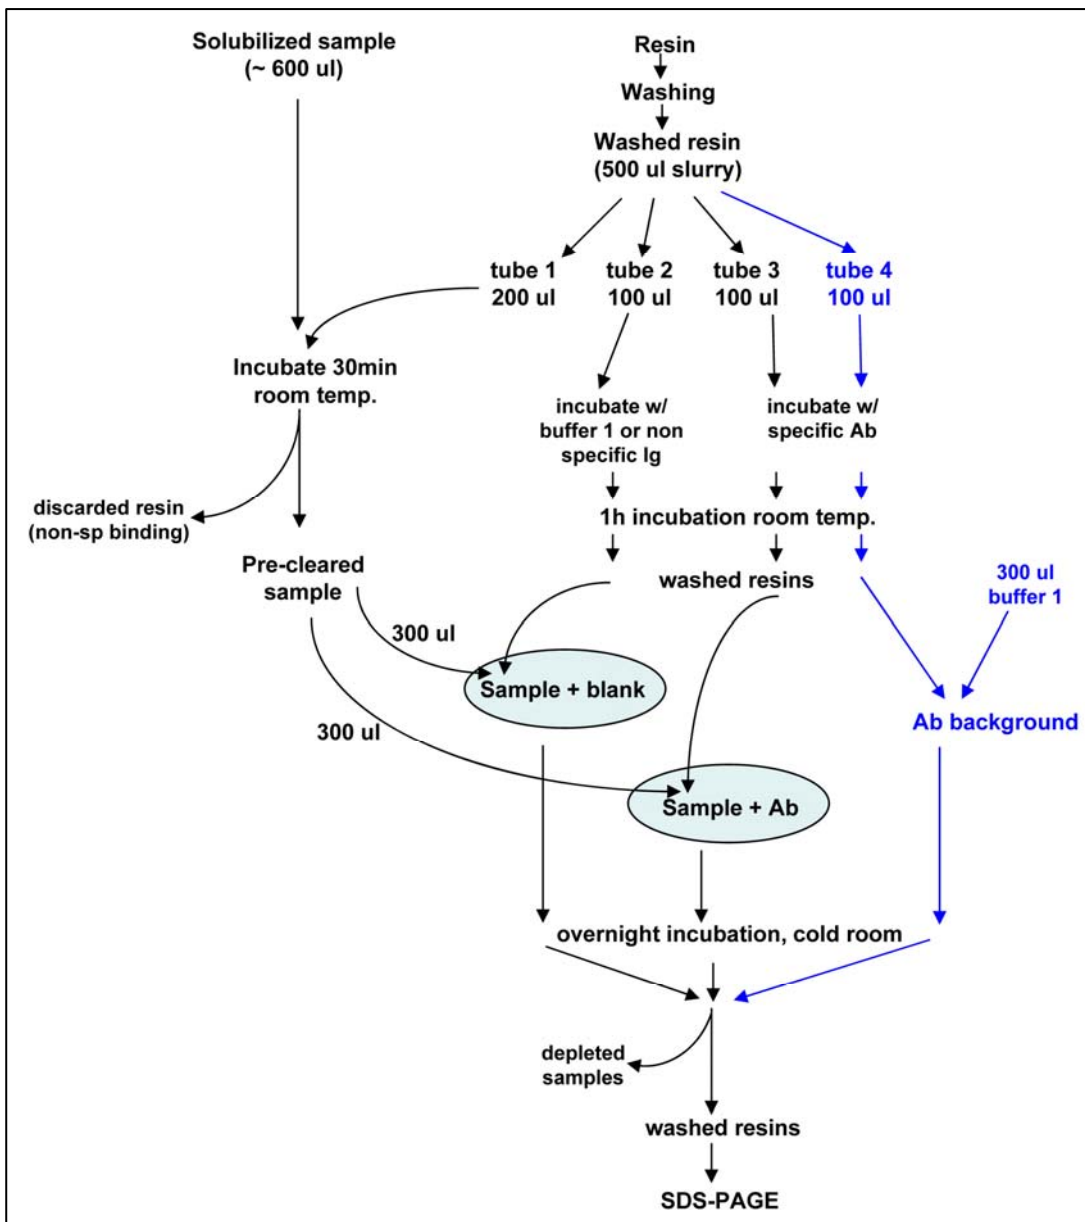 Solubilized sample
(~ 600 ul)
Resin
Washing
Washed resin
(500 ul slurry)
tube 1
200 ul
tube 2
100 ul
tube 3
100 ul
tube 4
100 ul
Incubate 30min
room temp.
incubate w/
buffer 1 or non
specific Ig
incubate w/
specific Ab
discarded resin
(non-sp binding)
1h incubation room temp.
Pre-cleared
sample
washed resins
300 ul
buffer 1
300 ul
Sample + blank
300 ul
Ab background
Sample + Ab
overnight incubation, cold room
depleted
samples
washed resins
SDS-PAGE